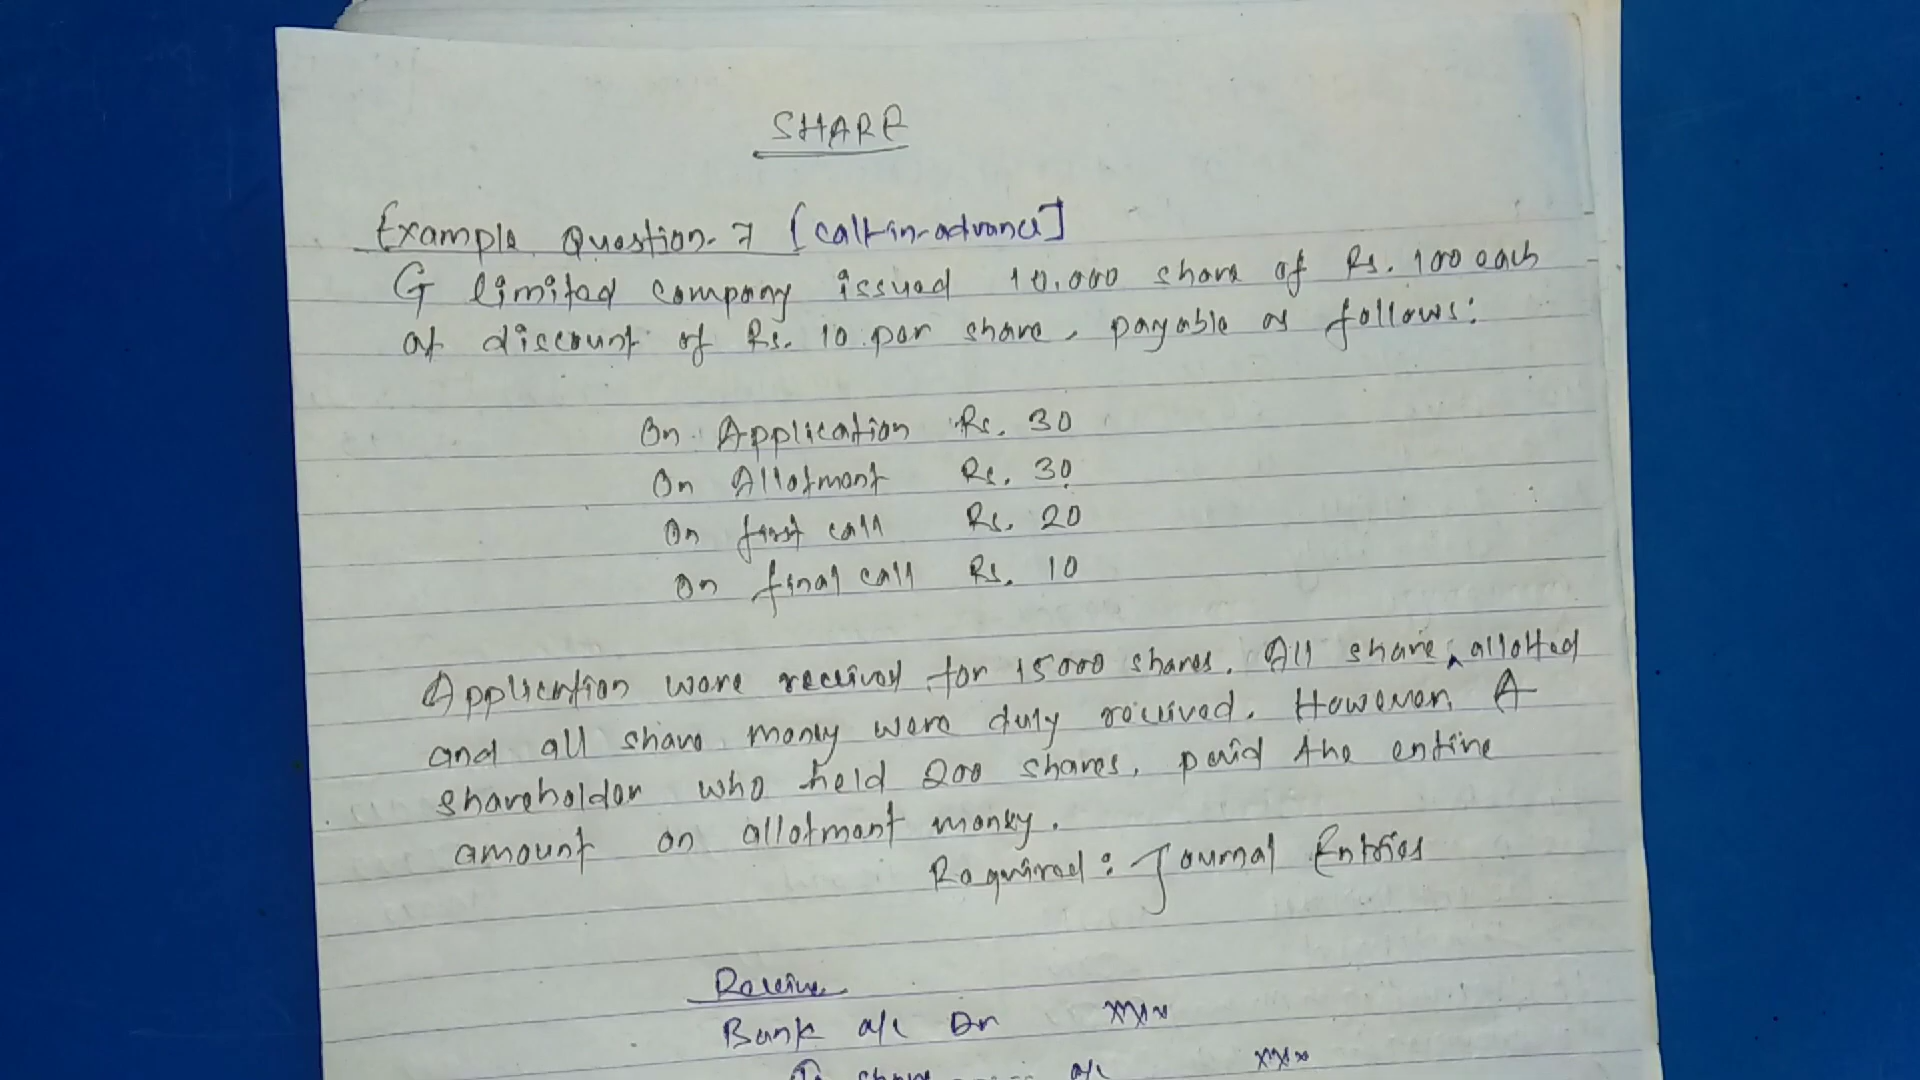 SHARE
Example Question-7 [call-in-advance]
G limited company issued 10,000 share of Rs. 100 each
at discount of Rs. 10 per share, payable as follows:
On Application Rs. 30
On Allotment Rs. 30
On first call Rs. 20
On final call Rs. 10
Application were received for 15000 shares. All share allotted
and all share money were duly received. However, A
shareholder who held 200 shares, paid the entire
amount on allotment money.
Required: Journal Entries
Receive
Bank a/c Dr xxxx
share a/c xxxx